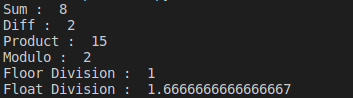 Sum :  8
Diff :  2
Product :  15
Modulo :  2
Floor Division :  1
Float Division :  1.6666666666666667